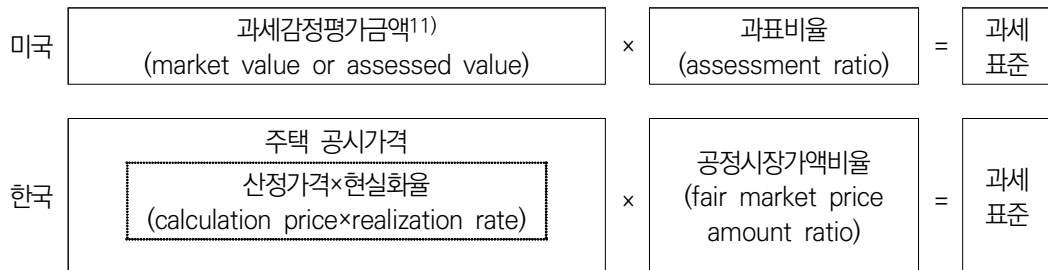 미국
과세감정평가금액11)
(market value or assessed value)
×
과표비율
(assessment ratio)
=
과세
표준
한국
주택 공시가격
산정가격×현실화율
(calculation price×realization rate)
×
공정시장가액비율
(fair market price
amount ratio)
=
과세
표준